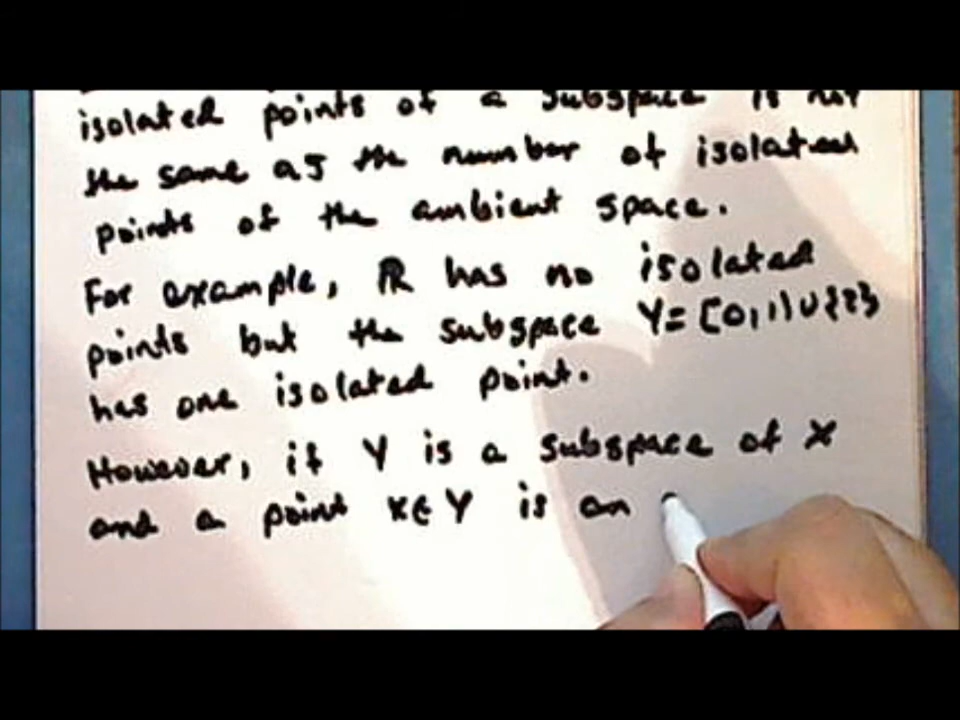 isolated points of a subspace is not
the same as the number of isolated
points of the ambient space.
For example, ℝ has no isolated
points but the subspace Y = [0,1) ∪ {2}
has one isolated point.
However, if Y is a subspace of X
and a point x ∈ Y is an